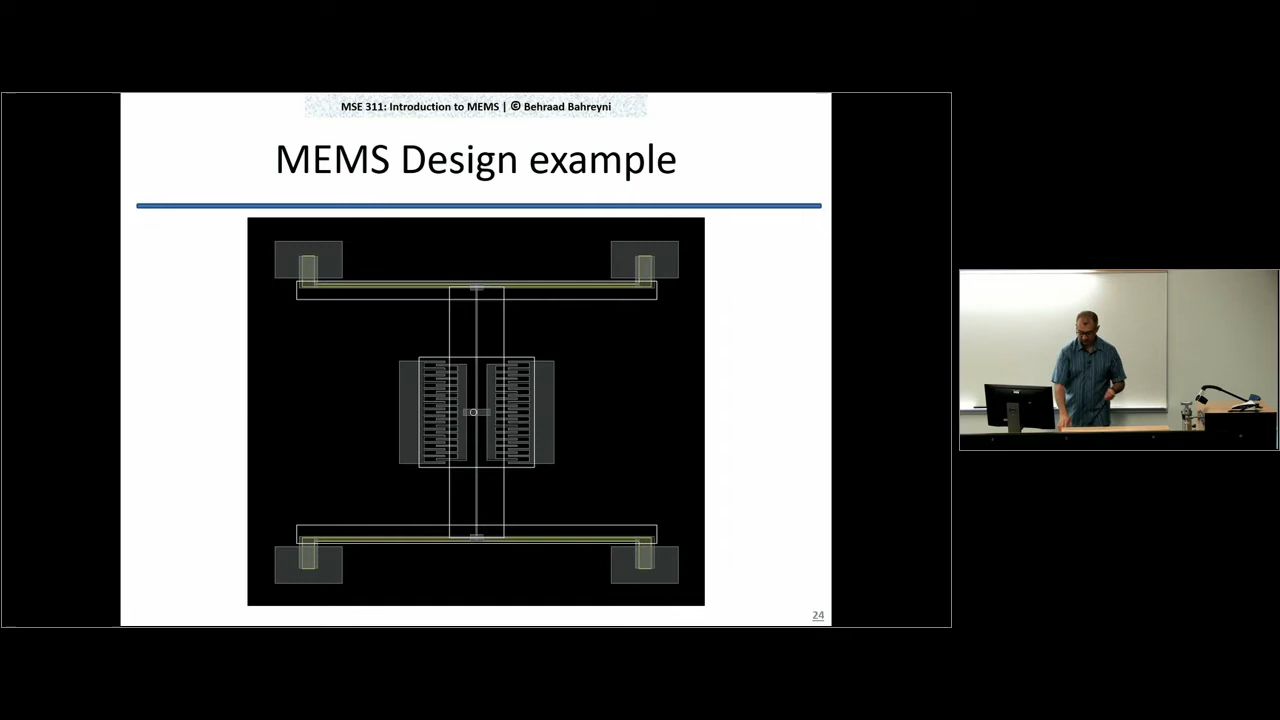 MSE 311: Introduction to MEMS | © Behraad Bahreyni
MEMS Design example
24